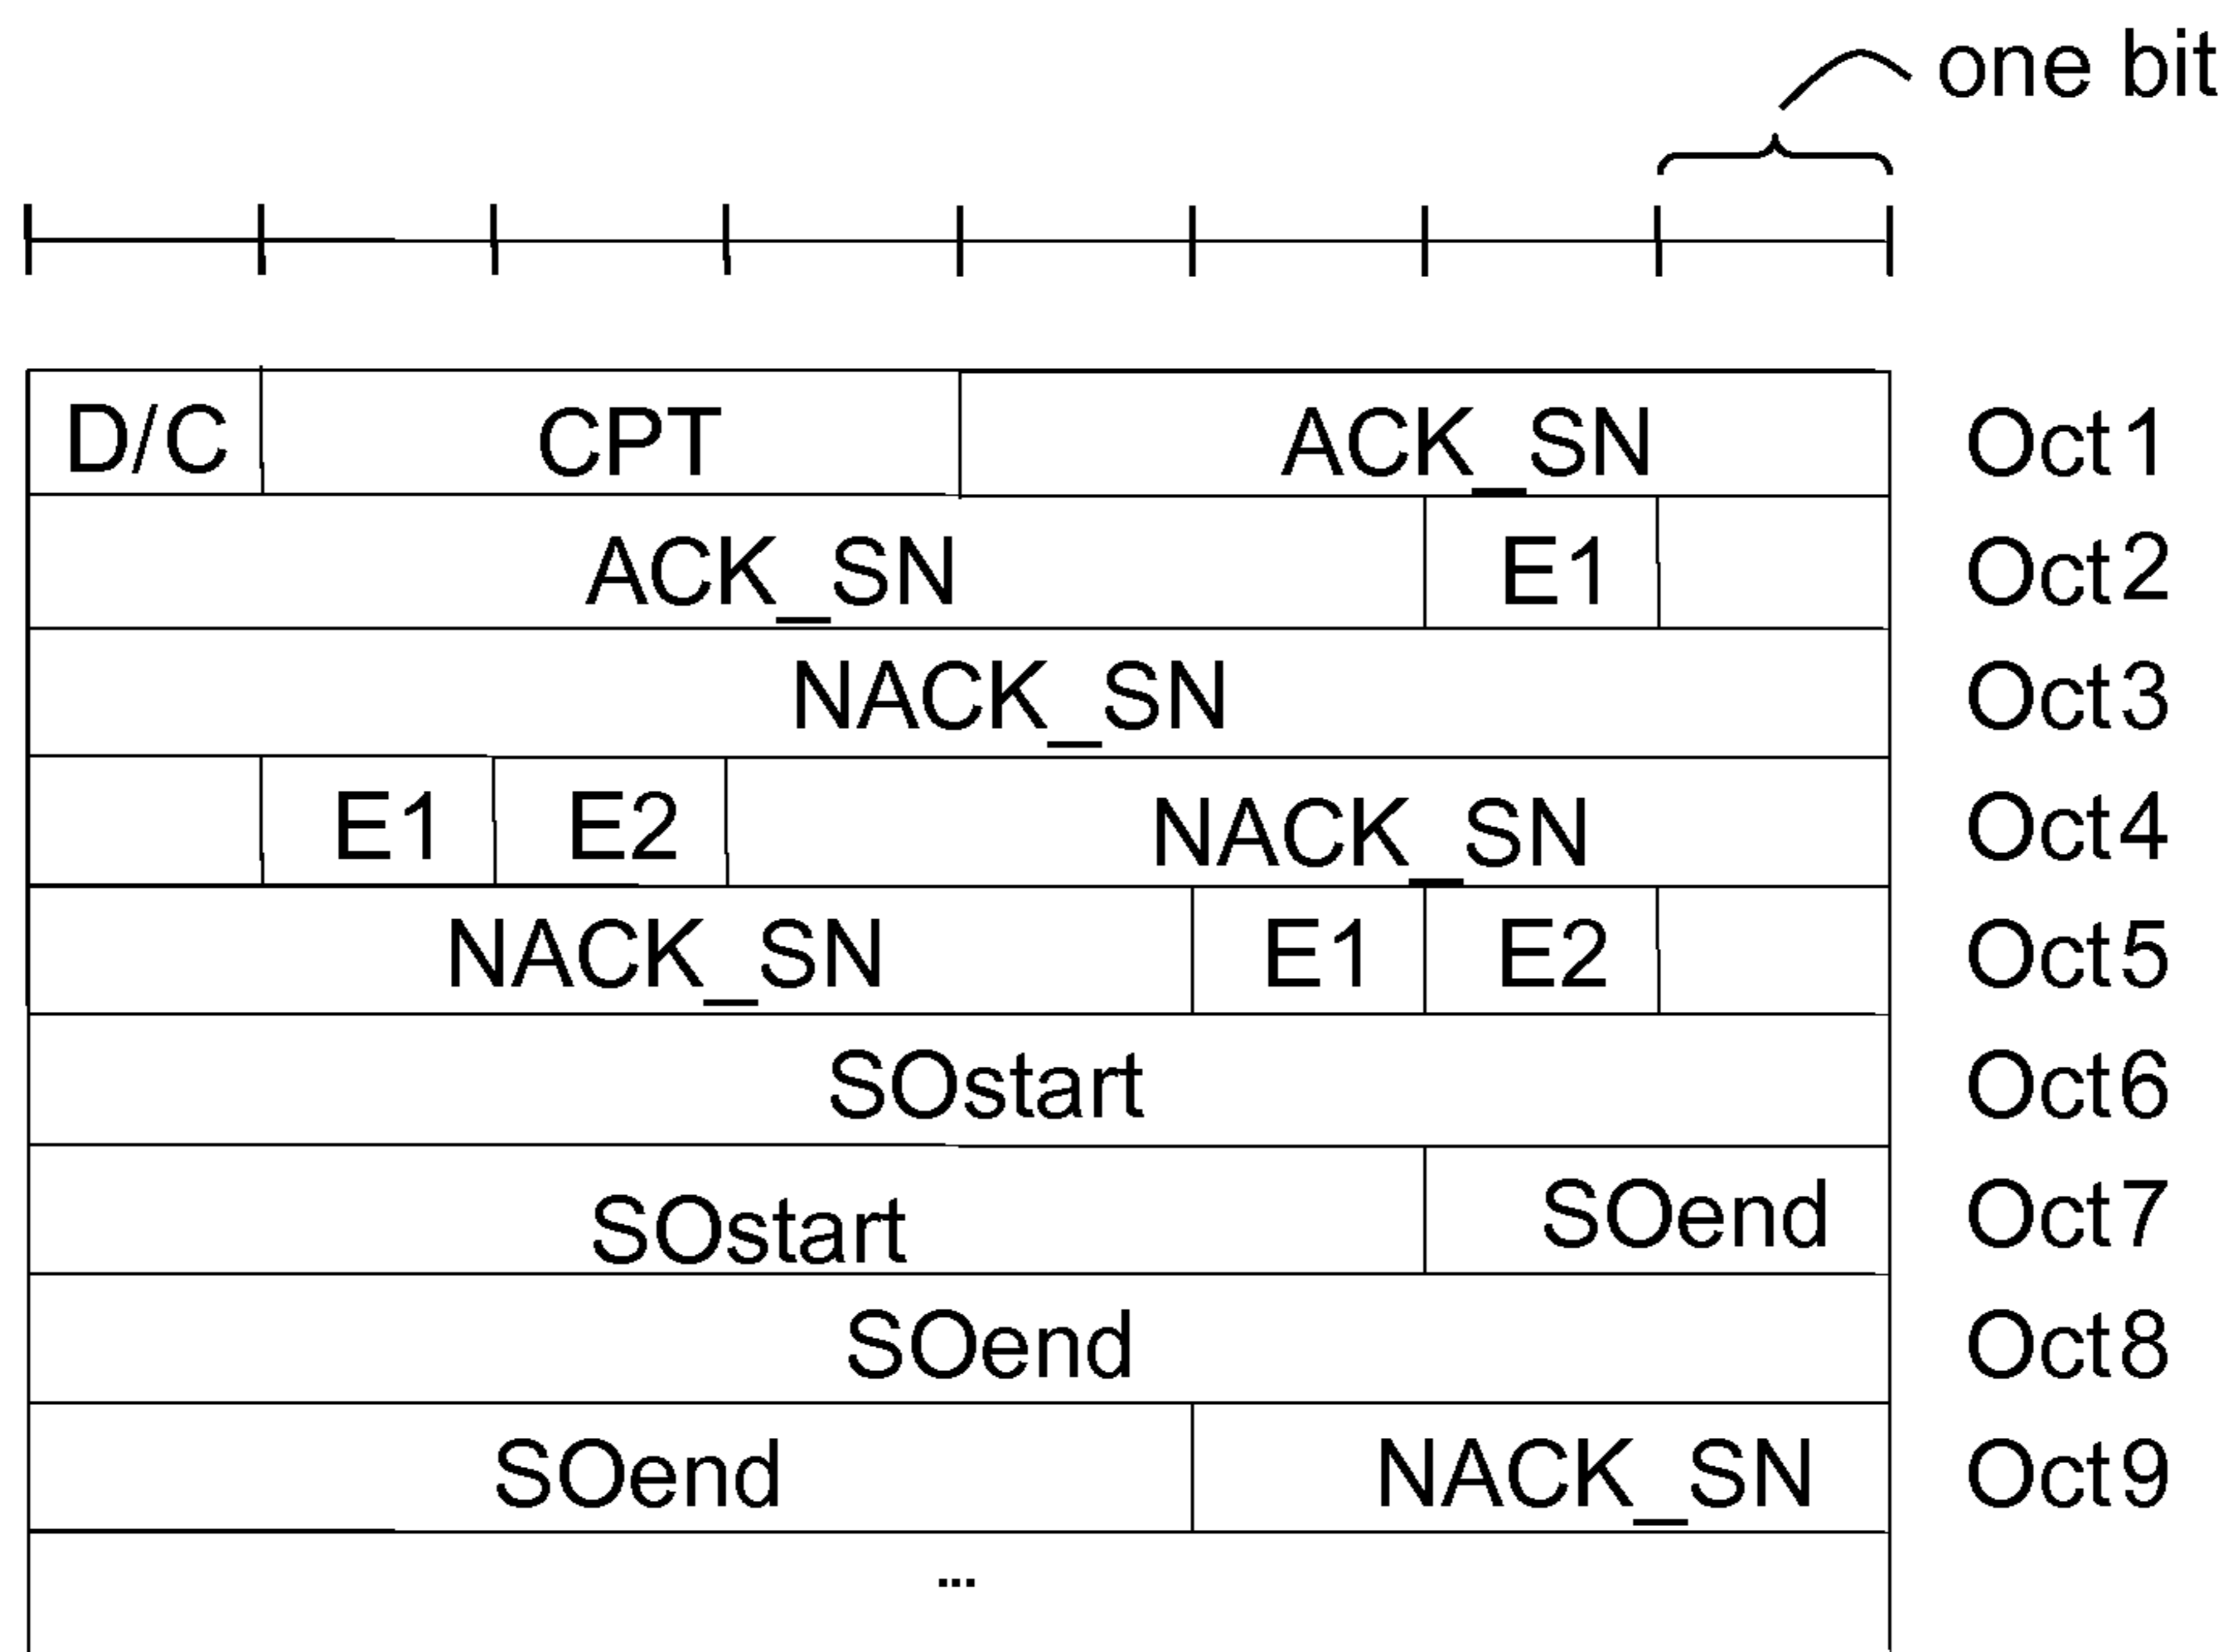 one bit
D/C CPT ACK_SN Oct1
ACK_SN E1 Oct2
NACK_SN Oct3
E1 E2 NACK_SN Oct4
NACK_SN E1 E2 Oct5
SOstart Oct6
SOstart SOend Oct7
SOend Oct8
SOend NACK_SN Oct9
...